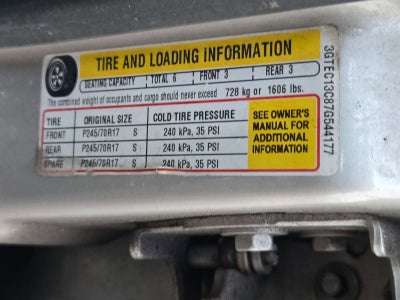 TIRE AND LOADING INFORMATION
SEATING CAPACITY TOTAL 6 FRONT 3 REAR 3
The combined weight of occupants and cargo should never exceed 728 kg or 1606 lbs.
TIRE ORIGINAL SIZE COLD TIRE PRESSURE
FRONT P245/70R17 S 240 kPa, 35 PSI
REAR P245/70R17 S 240 kPa, 35 PSI
SPARE P245/70R17 S 240 kPa, 35 PSI
SEE OWNER'S
MANUAL FOR
ADDITIONAL
INFORMATION
3GTEC13C87G544177